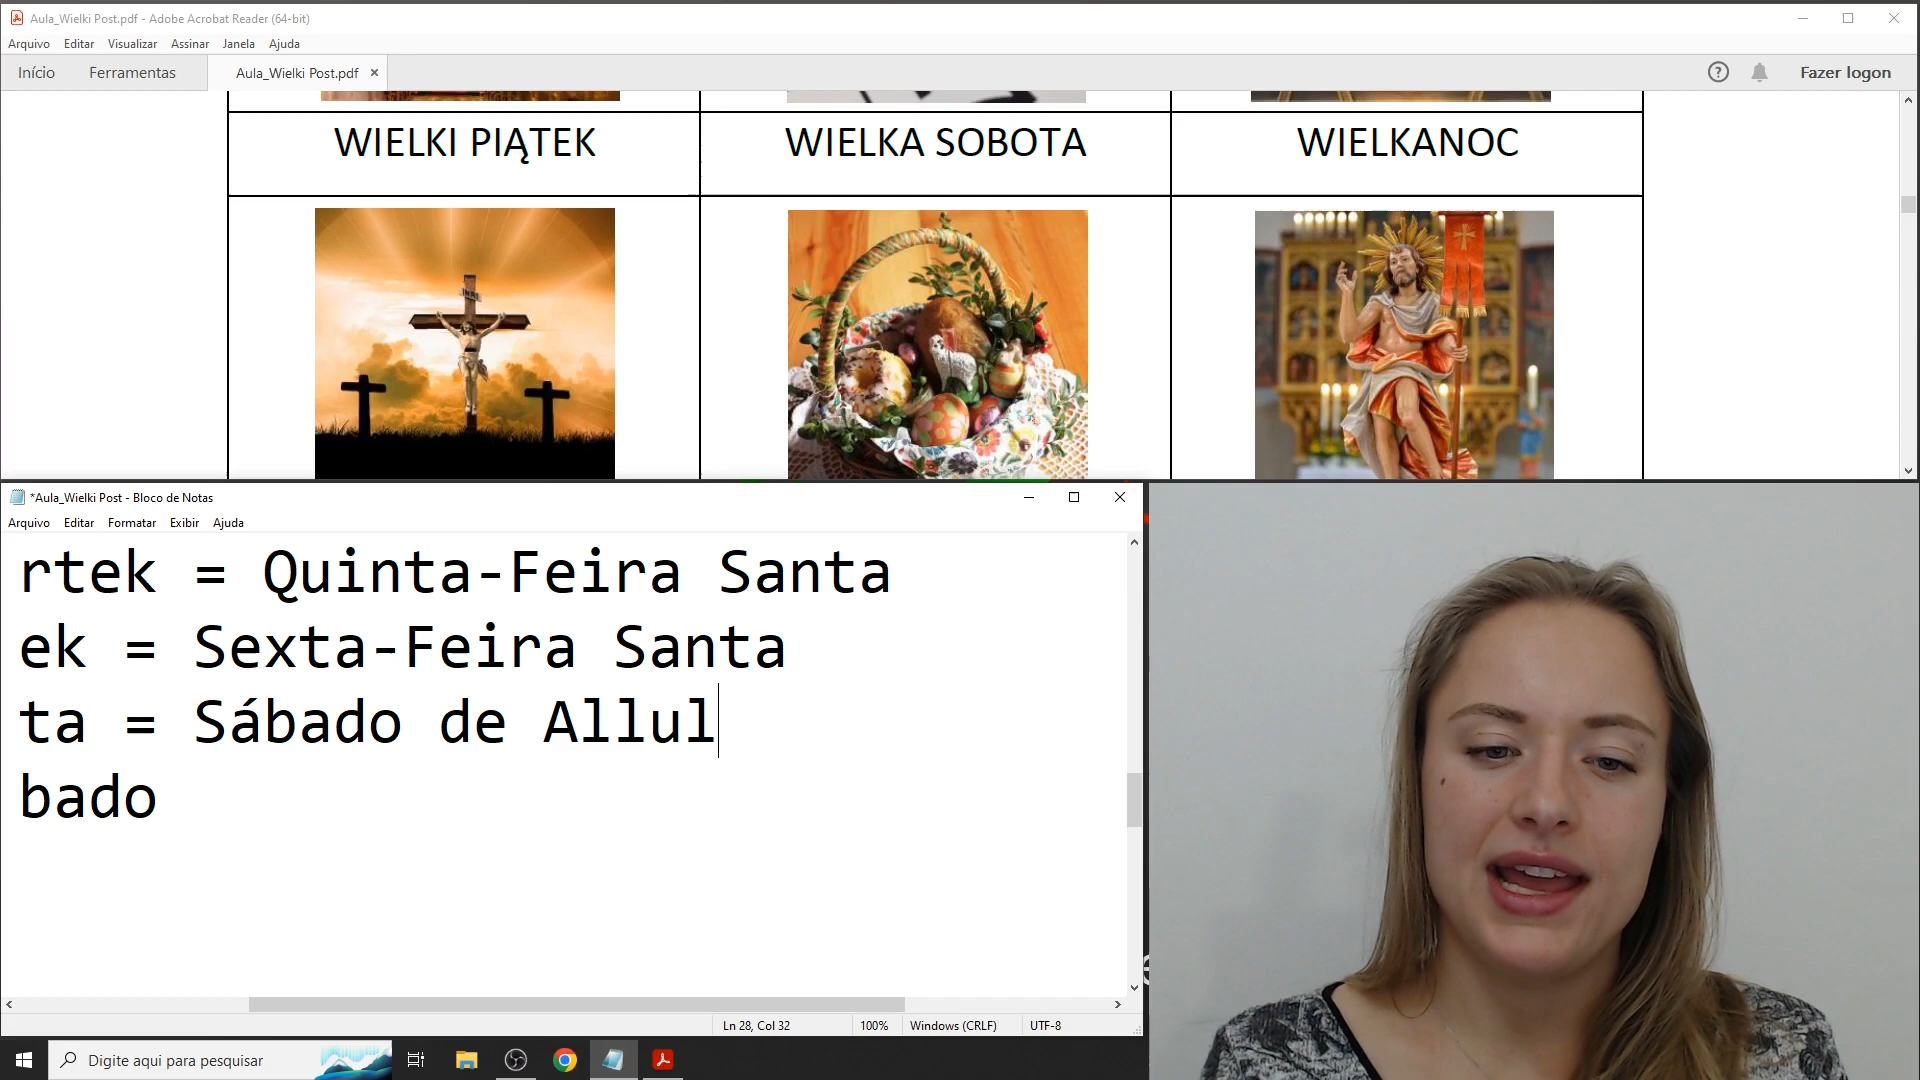 Aula_Wielki Post.pdf - Adobe Acrobat Reader (64-bit)
Arquivo Editar Visualizar Assinar Janela Ajuda
Início Ferramentas Aula_Wielki Post.pdf × Fazer logon
WIELKI PIĄTEK WIELKA SOBOTA WIELKANOC
INRI
*Aula_Wielki Post - Bloco de Notas
Arquivo Editar Formatar Exibir Ajuda
rtek = Quinta-Feira Santa
ek = Sexta-Feira Santa
ta = Sábado de Allul
bado
Ln 28, Col 32 100% Windows (CRLF) UTF-8
Digite aqui para pesquisar